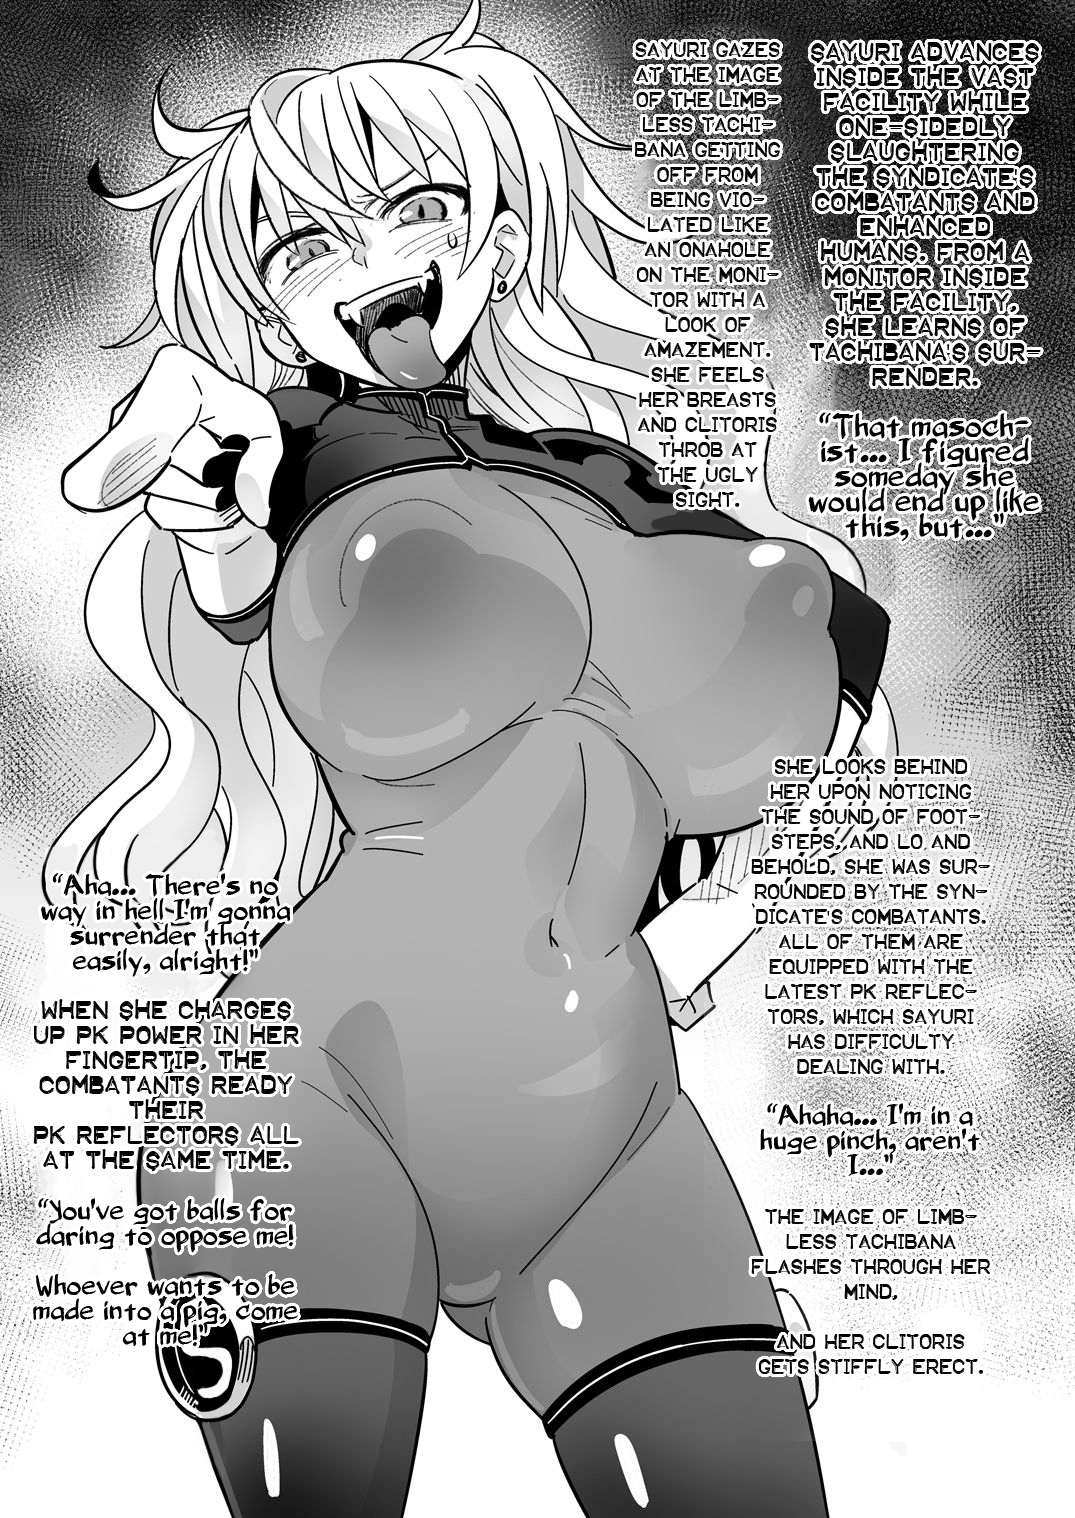 SAYURI ADVANCES
INSIDE THE VAST
FACILITY WHILE
ONE-SIDEDLY
SLAUGHTERING
THE SYNDICATE'S
COMBATANTS AND
ENHANCED
HUMANS. FROM A
MONITOR INSIDE
THE FACILITY,
SHE LEARNS OF
TACHIBANA'S SUR-
RENDER.
"That masoch-
ist... I figured
someday she
would end up like
this, but..."
SAYURI GAZES
AT THE IMAGE
OF THE LIMB-
LESS TACHI-
BANA GETTING
OFF FROM
BEING VIO-
LATED LIKE
AN ONAHOLE
ON THE MONI-
TOR WITH A
LOOK OF
AMAZEMENT.
SHE FEELS
HER BREASTS
AND CLITORIS
THROB AT
THE UGLY
SIGHT.
SHE LOOKS BEHIND
HER UPON NOTICING
THE SOUND OF FOOT-
STEPS, AND LO AND
BEHOLD, SHE WAS SUR-
ROUNDED BY THE SYN-
DICATE'S COMBATANTS.
ALL OF THEM ARE
EQUIPPED WITH THE
LATEST PK REFLEC-
TORS, WHICH SAYURI
HAS DIFFICULTY
DEALING WITH.
"Ahaha... I'm in a
huge pinch, aren't
I..."
THE IMAGE OF LIMB-
LESS TACHIBANA
FLASHES THROUGH HER
MIND,
AND HER CLITORIS
GETS STIFFLY ERECT.
"Aha... There's no
way in hell I'm gonna
surrender that
easily, alright!"
WHEN SHE CHARGES
UP PK POWER IN HER
FINGERTIP, THE
COMBATANTS READY
THEIR
PK REFLECTORS ALL
AT THE SAME TIME.
"You've got balls for
daring to oppose me!
Whoever wants to be
made into a pig, come
at me!"